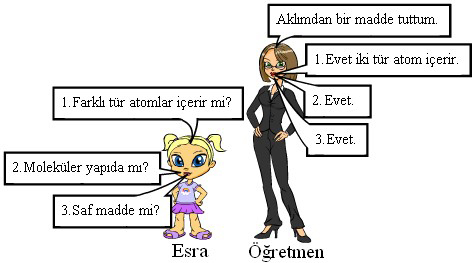 Aklımdan bir madde tuttum.
1.Farklı tür atomlar içerir mi?
1.Evet iki tür atom içerir.
2.Moleküler yapıda mı?
2.Evet.
3.Saf madde mi?
3.Evet.
Esra
Öğretmen